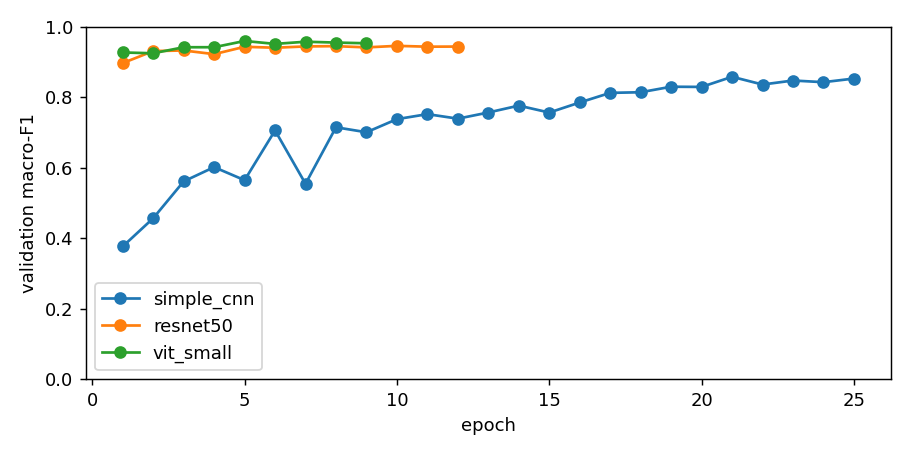 validation macro-F1
1.0
0.8
0.6
0.4
0.2
0.0
simple_cnn
resnet50
vit_small
0 5 10 15 20 25
epoch